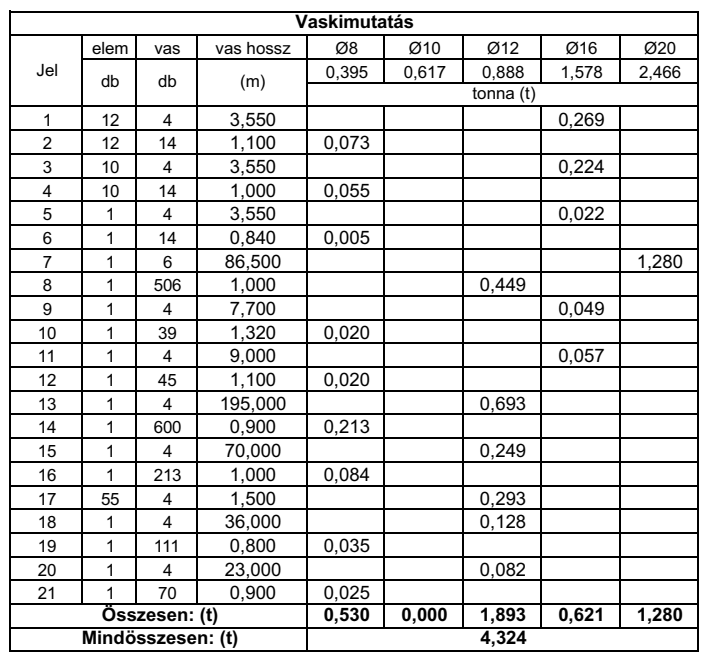 Vaskimutatás
Jel elem vas vas hossz Ø8 Ø10 Ø12 Ø16 Ø20
db db (m) 0,395 0,617 0,888 1,578 2,466
tonna (t)
1 12 4 3,550 0,269
2 12 14 1,100 0,073
3 10 4 3,550 0,224
4 10 14 1,000 0,055
5 1 4 3,550 0,022
6 1 14 0,840 0,005
7 1 6 86,500 1,280
8 1 506 1,000 0,449
9 1 4 7,700 0,049
10 1 39 1,320 0,020
11 1 4 9,000 0,057
12 1 45 1,100 0,020
13 1 4 195,000 0,693
14 1 600 0,900 0,213
15 1 4 70,000 0,249
16 1 213 1,000 0,084
17 55 4 1,500 0,293
18 1 4 36,000 0,128
19 1 111 0,800 0,035
20 1 4 23,000 0,082
21 1 70 0,900 0,025
Összesen: (t) 0,530 0,000 1,893 0,621 1,280
Mindösszesen: (t) 4,324